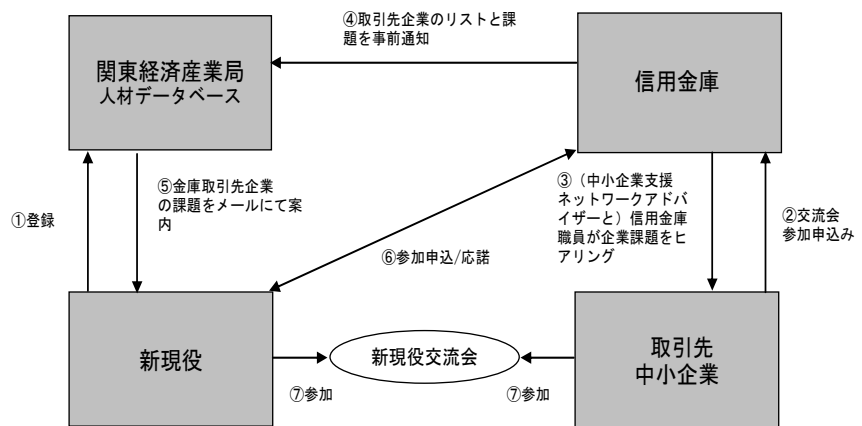 ④取引先企業のリストと課
題を事前通知
関東経済産業局
人材データベース
信用金庫
①登録
⑤金庫取引先企業
の課題をメールにて案
内
③（中小企業支援
ネットワークアドバ
イザーと）信用金庫
職員が企業課題をヒ
アリング
②交流会
参加申込み
⑥参加申込/応諾
新現役
新現役交流会
取引先
中小企業
⑦参加
⑦参加